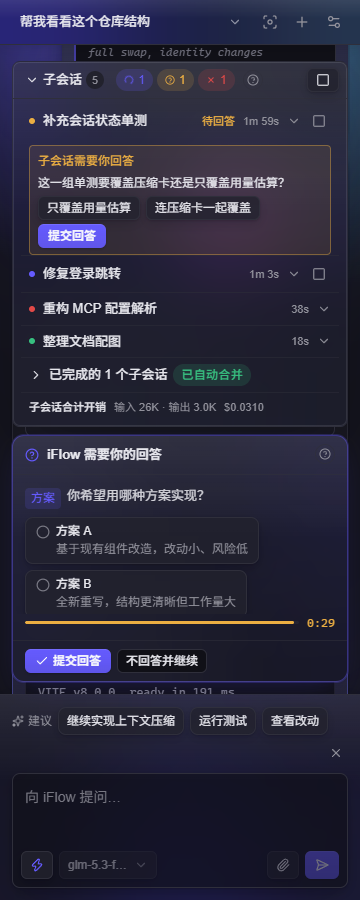 帮我看看这个仓库结构
full swap, identity changes
子会话 5 1 1 1
补充会话状态单测 待回答 1m 59s
子会话需要你回答
这一组单测要覆盖压缩卡还是只覆盖用量估算?
只覆盖用量估算 连压缩卡一起覆盖
提交回答
修复登录跳转 1m 3s
重构 MCP 配置解析 38s
整理文档配图 18s
已完成的 1 个子会话 已自动合并
子会话合计开销 输入 26K · 输出 3.0K $0.0310
iFlow 需要你的回答
方案 你希望用哪种方案实现?
方案 A
基于现有组件改造，改动小、风险低
方案 B
全新重写，结构更清晰但工作量大
0:29
提交回答 不回答并继续
VITE v8.0.0 ready in 191 ms
建议 继续实现上下文压缩 运行测试 查看改动
向 iFlow 提问…
glm-5.3-f…